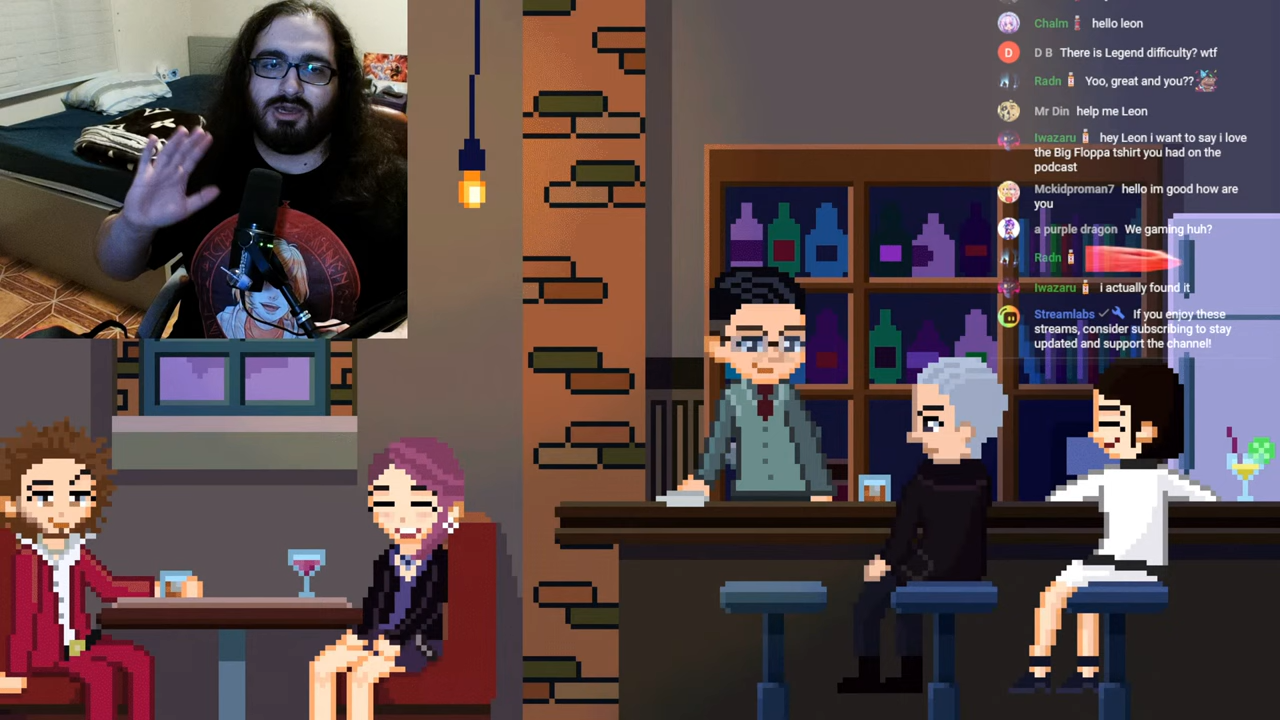 Chalm hello leon
D D B There is Legend difficulty? wtf
Radn Yoo, great and you??
Mr Din help me Leon
Iwazaru hey Leon i want to say i love
the Big Floppa tshirt you had on the
podcast
Mckidproman7 hello im good how are
you
a purple dragon We gaming huh?
Radn
Iwazaru i actually found it
Streamlabs If you enjoy these
streams, consider subscribing to stay
updated and support the channel!